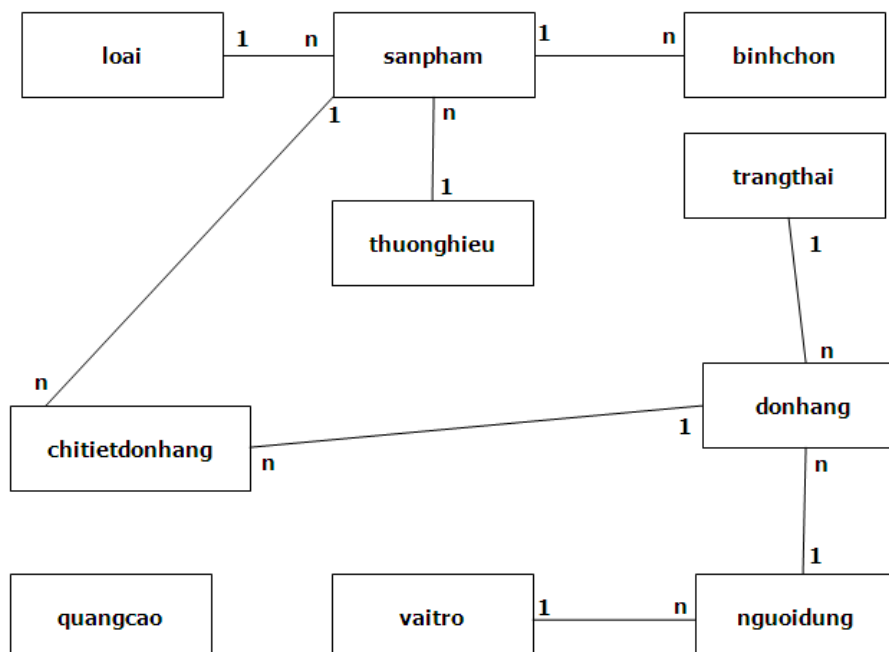 loai
1
n
sanpham
1
n
binhchon
1
n
trangthai
1
thuonghieu
1
n
n
donhang
chitietdonhang
n
1
n
1
quangcao
vaitro
1
n
nguoidung